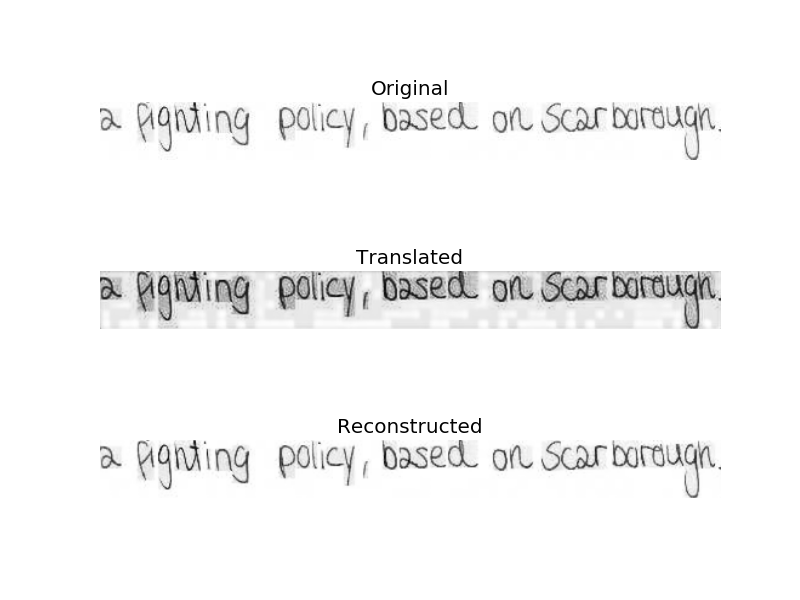 Original
a fighting policy, based on Scarborough.
Translated
a fighting policy, based on Scarborough.
Reconstructed
a fighting policy, based on Scarborough.